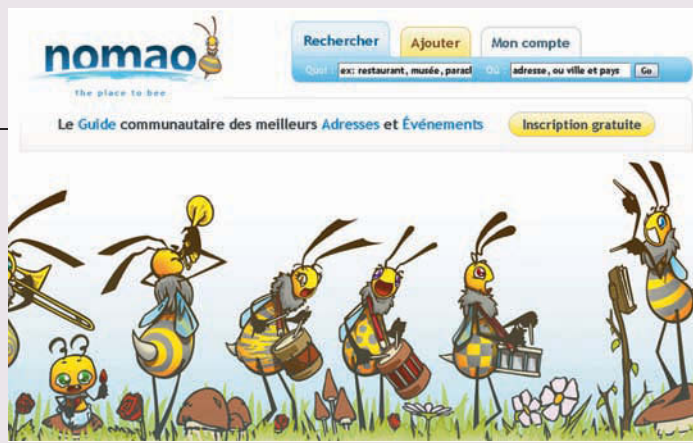 nomao
the place to bee
Rechercher
Ajouter
Mon compte
Quoi :
ex: restaurant, musée, parach
Où
adresse, ou ville et pays
Go
Le Guide communautaire des meilleurs Adresses et Événements
Inscription gratuite